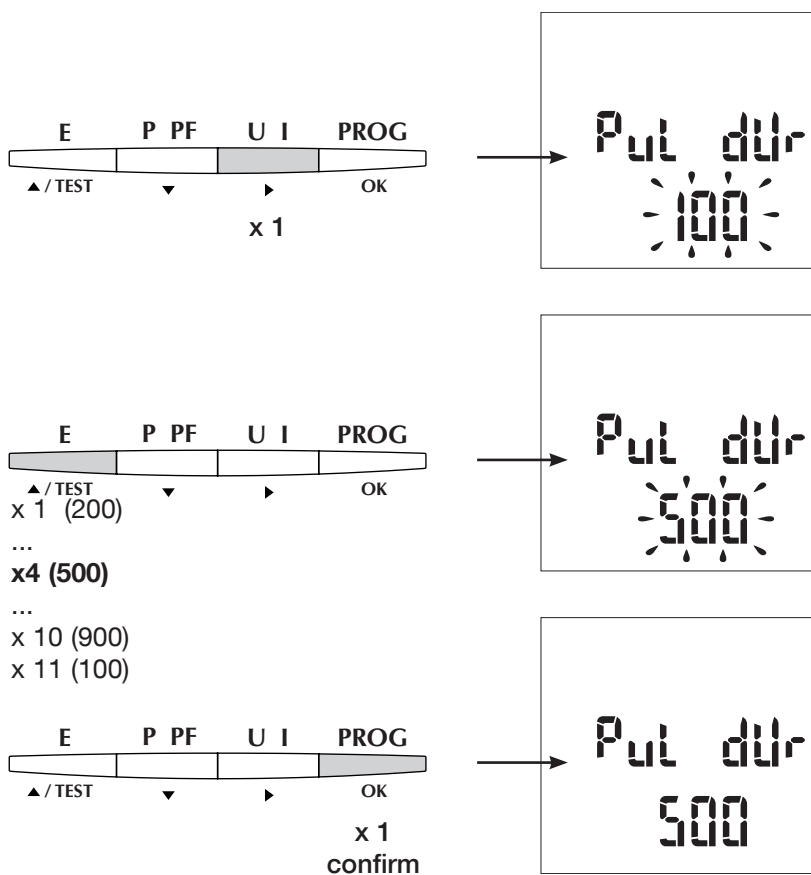 E P PF U I PROG
▲ / TEST ▼ ► OK
x 1
Pul dur
100
E P PF U I PROG
▲ / TEST ▼ ► OK
x 1 (200)
...
x4 (500)
...
x 10 (900)
x 11 (100)
Pul dur
500
E P PF U I PROG
▲ / TEST ▼ ► OK
x 1
confirm
Pul dur
500